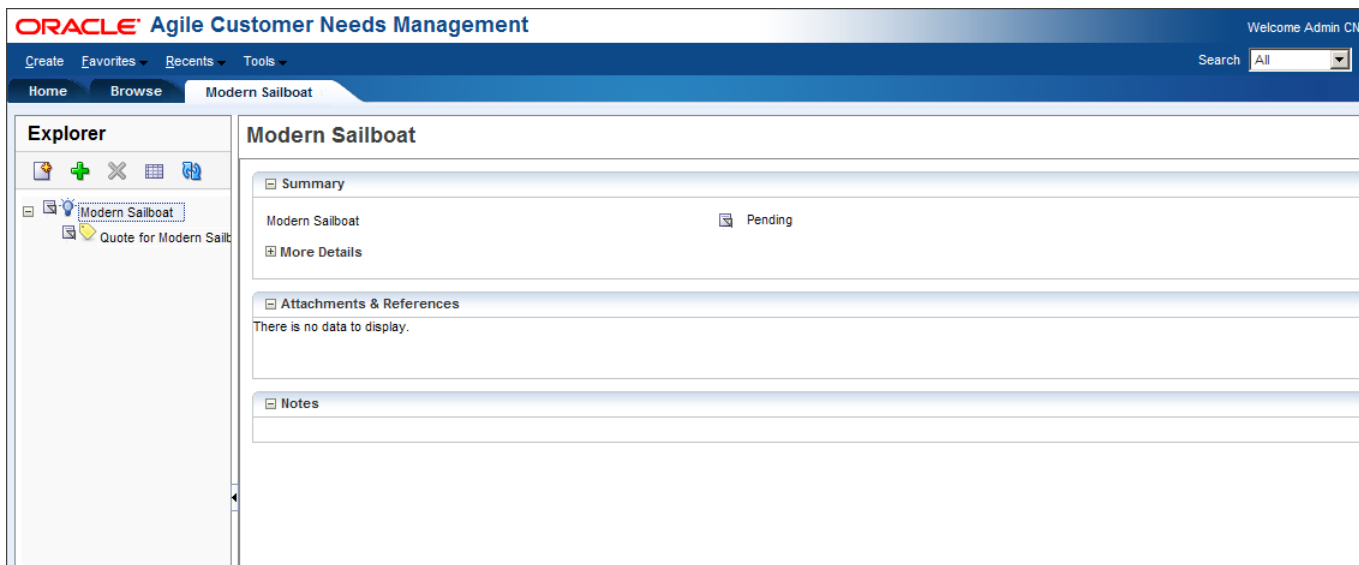 ORACLE Agile Customer Needs Management
Welcome Admin CN
Create Favorites Recents Tools
Search All
Home Browse Modern Sailboat
Explorer
Modern Sailboat
Quote for Modern Sailb
Modern Sailboat
Summary
Modern Sailboat Pending
More Details
Attachments & References
There is no data to display.
Notes